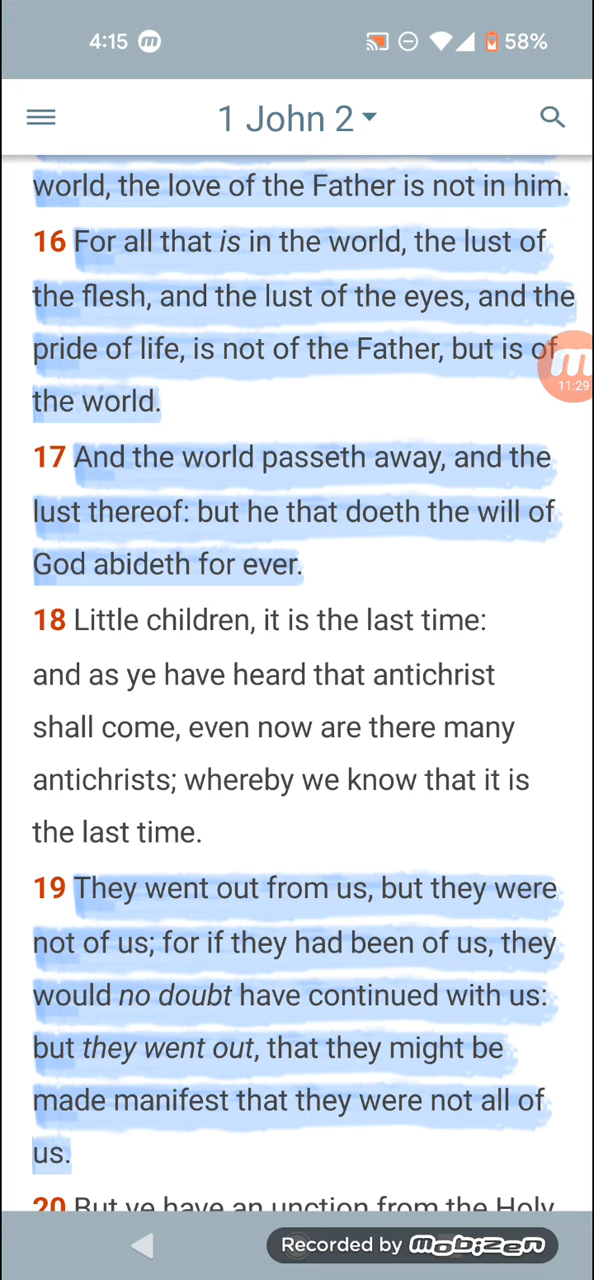 4:15 m 58%
1 John 2
world, the love of the Father is not in him.
16 For all that is in the world, the lust of
the flesh, and the lust of the eyes, and the
pride of life, is not of the Father, but is of
the world.
m
11:29
17 And the world passeth away, and the
lust thereof: but he that doeth the will of
God abideth for ever.
18 Little children, it is the last time:
and as ye have heard that antichrist
shall come, even now are there many
antichrists; whereby we know that it is
the last time.
19 They went out from us, but they were
not of us; for if they had been of us, they
would no doubt have continued with us:
but they went out, that they might be
made manifest that they were not all of
us.
20 But ye have an unction from the Holy
Recorded by mobizen